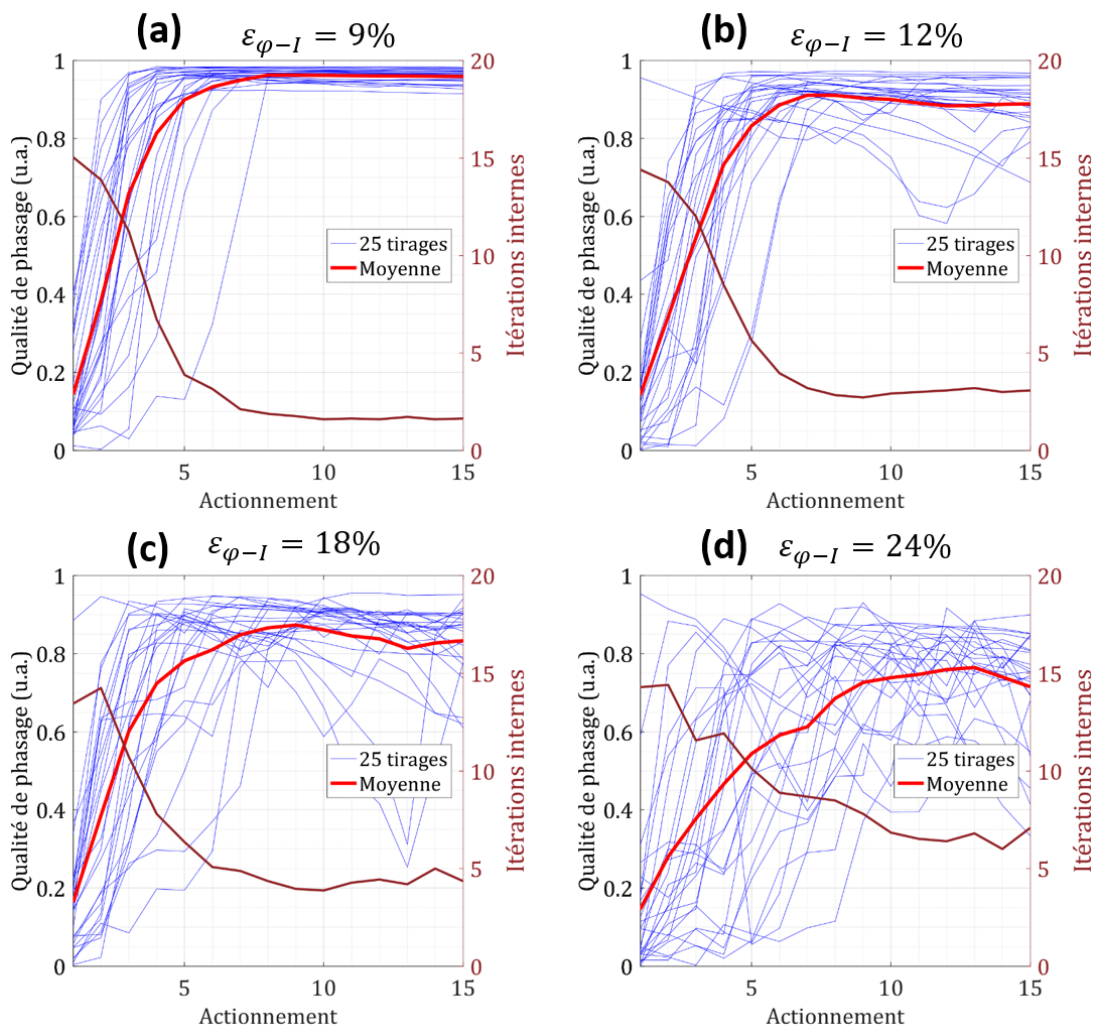 (a) εφ−I = 9%
Qualité de phasage (u.a.)
1
0.8
0.6
0.4
0.2
0
20
15
10
5
0
Itérations internes
25 tirages
Moyenne
5 10 15
Actionnement
(b) εφ−I = 12%
Qualité de phasage (u.a.)
1
0.8
0.6
0.4
0.2
0
20
15
10
5
0
Itérations internes
25 tirages
Moyenne
5 10 15
Actionnement
(c) εφ−I = 18%
Qualité de phasage (u.a.)
1
0.8
0.6
0.4
0.2
0
20
15
10
5
0
Itérations internes
25 tirages
Moyenne
5 10 15
Actionnement
(d) εφ−I = 24%
Qualité de phasage (u.a.)
1
0.8
0.6
0.4
0.2
0
20
15
10
5
0
Itérations internes
25 tirages
Moyenne
5 10 15
Actionnement